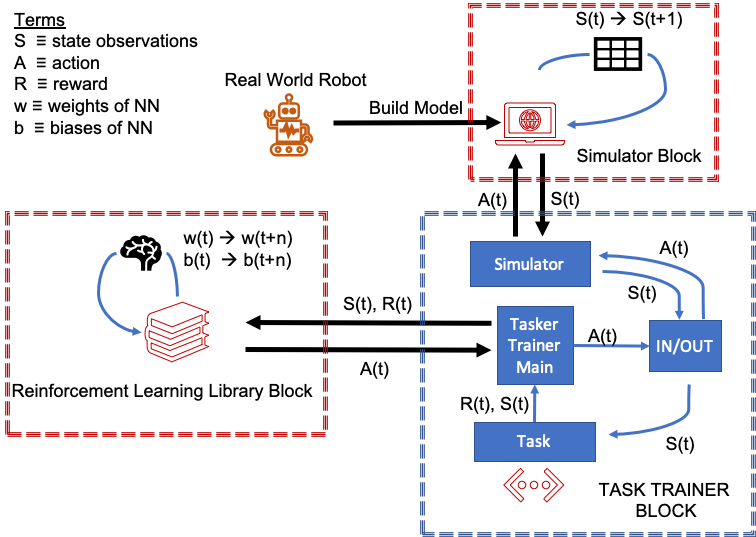 Terms
S ≡ state observations
A ≡ action
R ≡ reward
w ≡ weights of NN
b ≡ biases of NN
S(t) → S(t+1)
Real World Robot
Build Model
Simulator Block
A(t)
S(t)
w(t) → w(t+n)
b(t) → b(t+n)
Simulator
A(t)
S(t)
S(t), R(t)
Tasker
Trainer
Main
A(t)
IN/OUT
A(t)
Reinforcement Learning Library Block
R(t), S(t)
Task
S(t)
TASK TRAINER
BLOCK